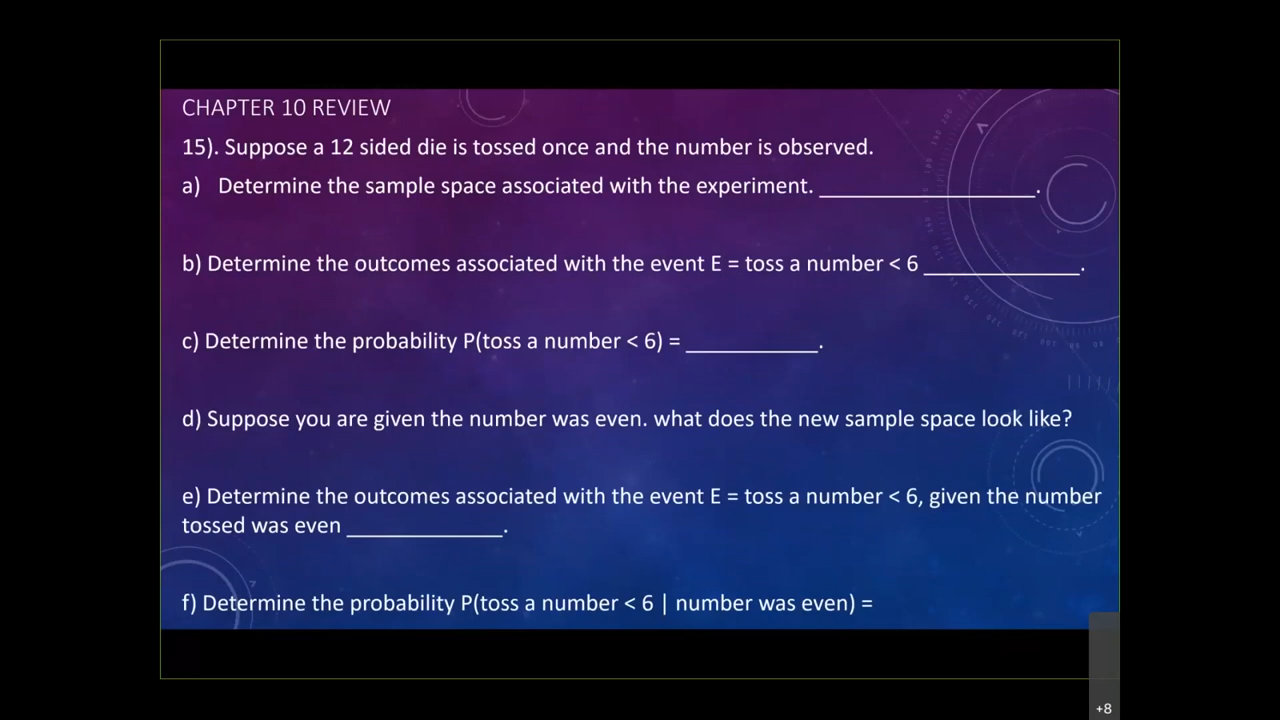 CHAPTER 10 REVIEW
15). Suppose a 12 sided die is tossed once and the number is observed.
a) Determine the sample space associated with the experiment. ____________________.
b) Determine the outcomes associated with the event E = toss a number < 6 ______________.
c) Determine the probability P(toss a number < 6) = ____________.
d) Suppose you are given the number was even. what does the new sample space look like?
e) Determine the outcomes associated with the event E = toss a number < 6, given the number
tossed was even ______________.
f) Determine the probability P(toss a number < 6 | number was even) =
+8